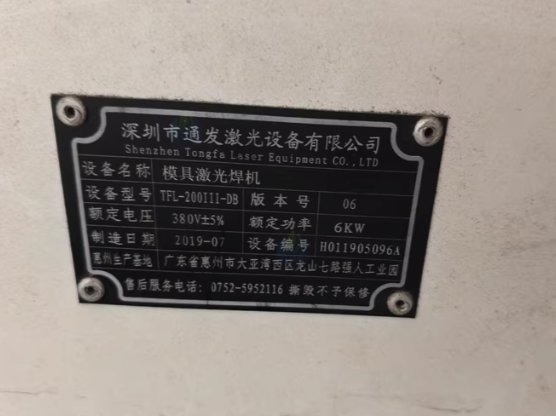 深圳市通发激光设备有限公司
Shenzhen Tongfa Laser Equipment CO.,LTD
设备名称 模具激光焊机
设备型号 TFL-200III-DB 版本号 06
额定电压 380V±5% 额定功率 6KW
制造日期 2019-07 设备编号 H011905096A
惠州生产基地 广东省惠州市大亚湾西区龙山七路强人工业园
售后服务电话：0752-5952116 撕毁不予保修